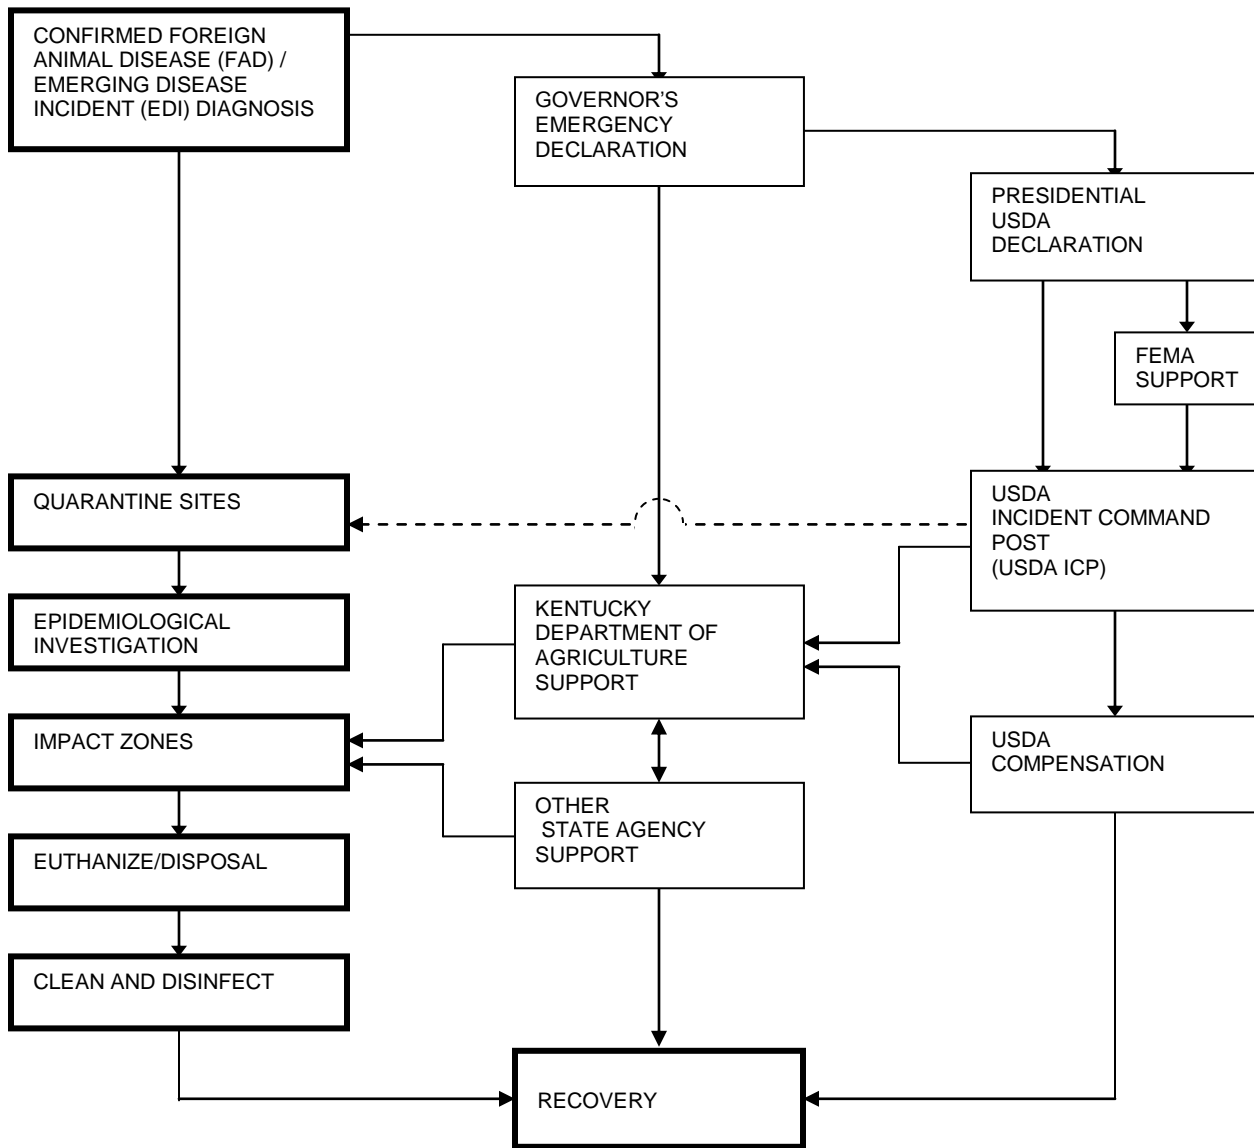 CONFIRMED FOREIGN
ANIMAL DISEASE (FAD) /
EMERGING DISEASE
INCIDENT (EDI) DIAGNOSIS
GOVERNOR’S
EMERGENCY
DECLARATION
PRESIDENTIAL
USDA
DECLARATION
FEMA
SUPPORT
QUARANTINE SITES
USDA
INCIDENT COMMAND
POST
(USDA ICP)
EPIDEMIOLOGICAL
INVESTIGATION
KENTUCKY
DEPARTMENT OF
AGRICULTURE
SUPPORT
IMPACT ZONES
USDA
COMPENSATION
OTHER
STATE AGENCY
SUPPORT
EUTHANIZE/DISPOSAL
CLEAN AND DISINFECT
RECOVERY